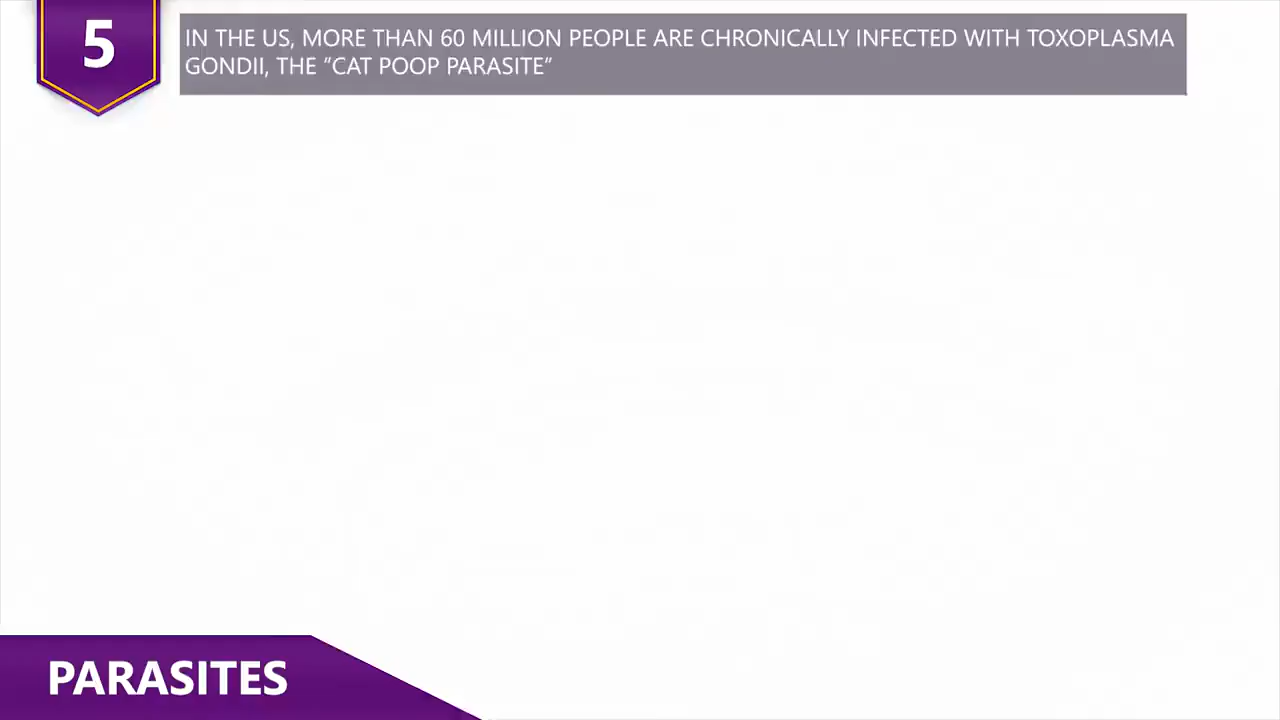 5
IN THE US, MORE THAN 60 MILLION PEOPLE ARE CHRONICALLY INFECTED WITH TOXOPLASMA
GONDII, THE “CAT POOP PARASITE”
PARASITES